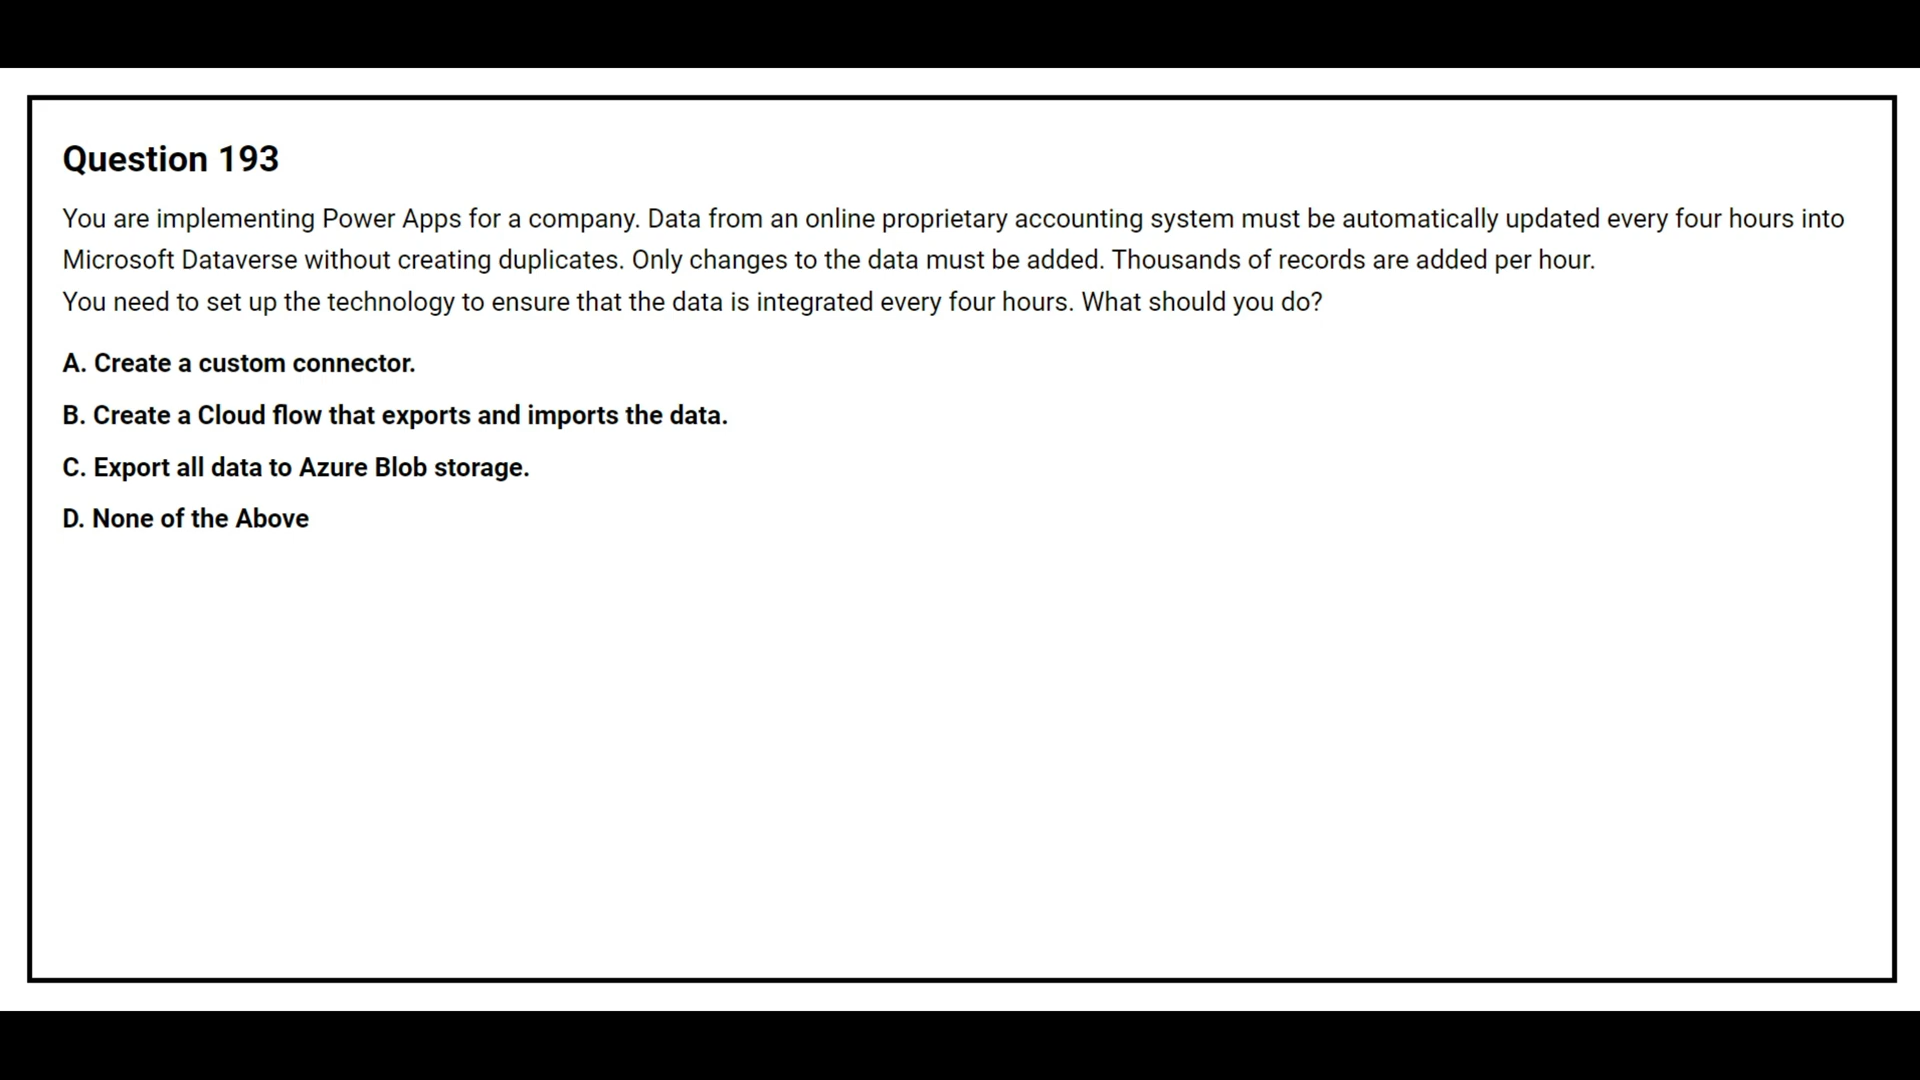 Question 193
You are implementing Power Apps for a company. Data from an online proprietary accounting system must be automatically updated every four hours into
Microsoft Dataverse without creating duplicates. Only changes to the data must be added. Thousands of records are added per hour.
You need to set up the technology to ensure that the data is integrated every four hours. What should you do?
A. Create a custom connector.
B. Create a Cloud flow that exports and imports the data.
C. Export all data to Azure Blob storage.
D. None of the Above